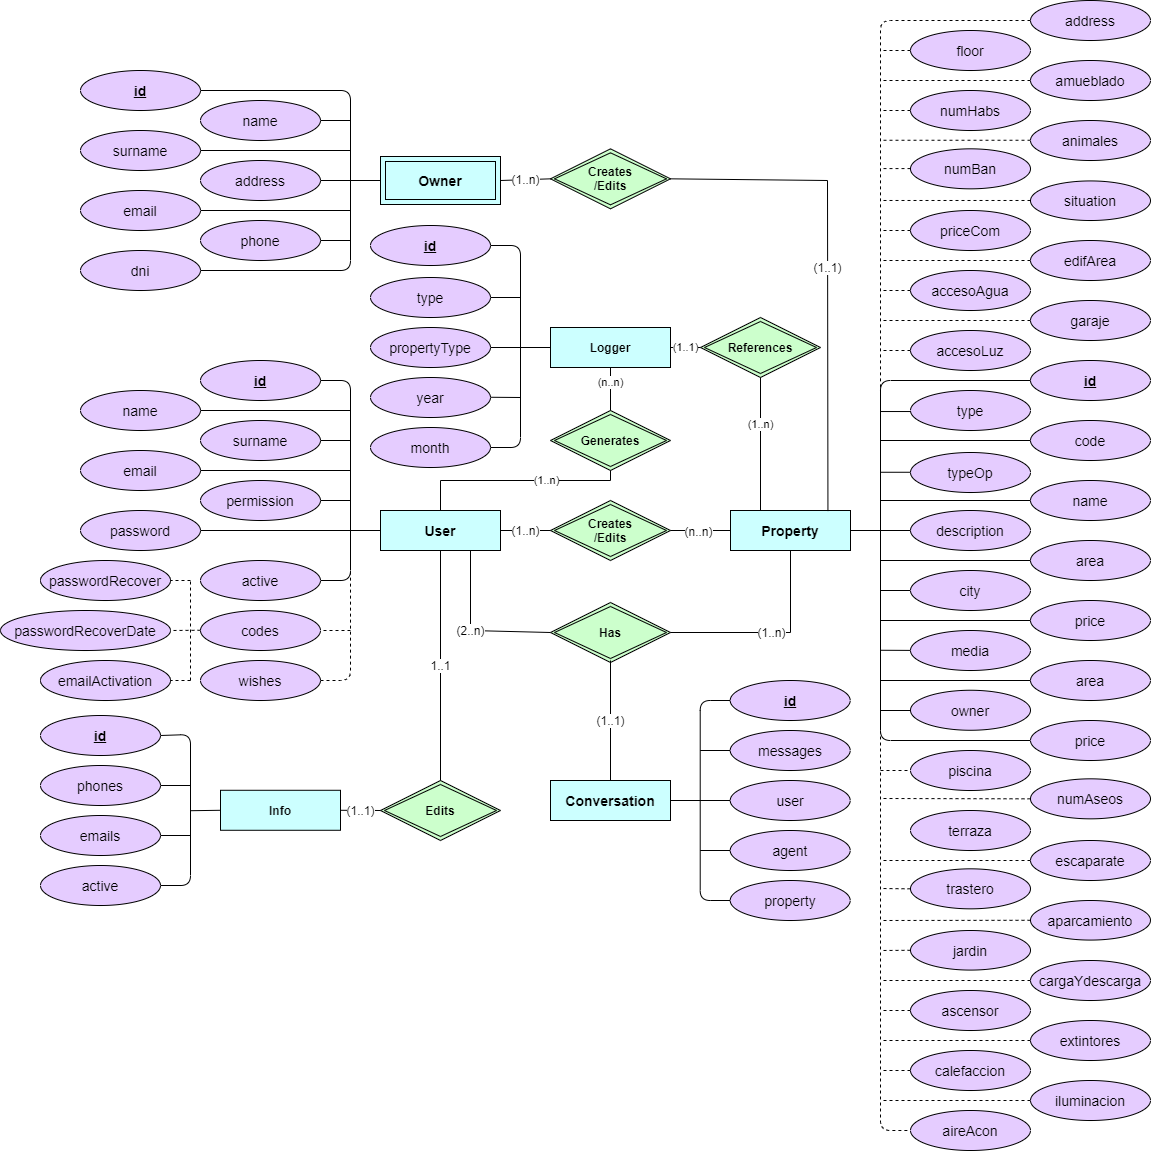 id
name
surname
address
email
phone
dni
Owner
(1..n)
Creates
/Edits
(1..1)
id
type
propertyType
year
month
Logger
(1..1)
References
(1..n)
(n..n)
Generates
(1..n)
id
name
surname
email
permission
password
active
passwordRecover
passwordRecoverDate
codes
emailActivation
wishes
User
(1..n)
Creates
/Edits
(n..n)
Property
(2..n)
Has
(1..n)
(1..1)
1..1
id
phones
emails
active
Info
(1..1)
Edits
Conversation
id
messages
user
agent
property
address
floor
amueblado
numHabs
animales
numBan
situation
priceCom
edifArea
accesoAgua
garaje
accesoLuz
id
type
code
typeOp
name
description
area
city
price
media
area
owner
price
piscina
numAseos
terraza
escaparate
trastero
aparcamiento
jardin
cargaYdescarga
ascensor
extintores
calefaccion
iluminacion
aireAcon